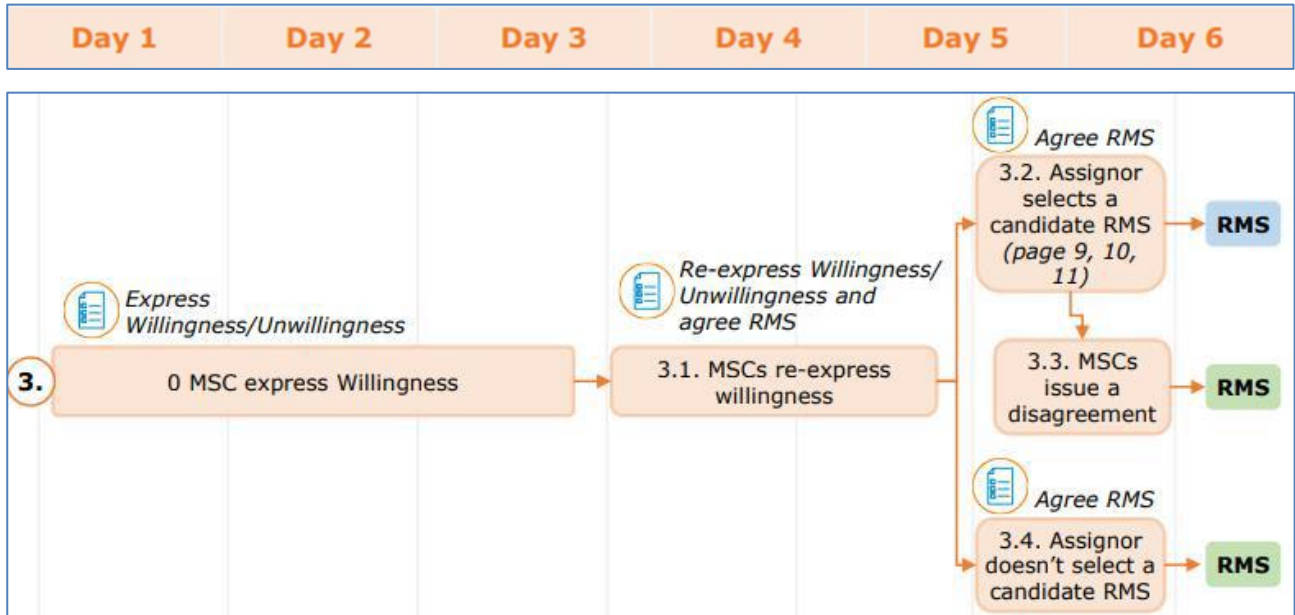 Day 1 Day 2 Day 3 Day 4 Day 5 Day 6
Agree RMS
3.2. Assignor
selects a
candidate RMS
(page 9, 10,
11)
RMS
Express
Willingness/Unwillingness
Re-express Willingness/
Unwillingness and
agree RMS
3.
0 MSC express Willingness
3.1. MSCs re-express
willingness
3.3. MSCs
issue a
disagreement
RMS
Agree RMS
3.4. Assignor
doesn't select a
candidate RMS
RMS